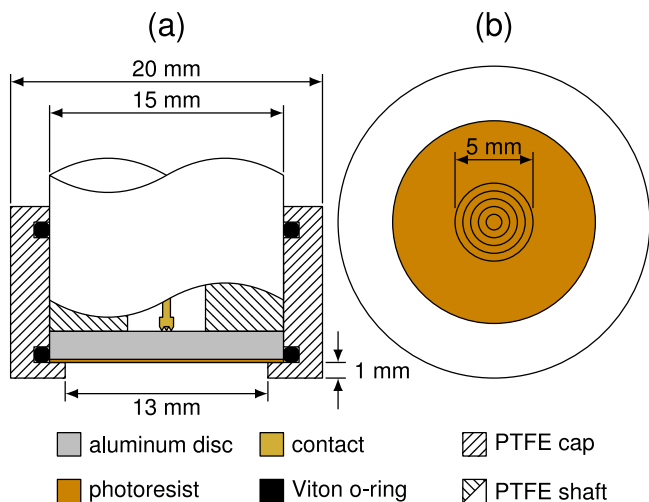 (a)
(b)
20 mm
15 mm
5 mm
1 mm
13 mm
aluminum disc
contact
PTFE cap
photoresist
Viton o-ring
PTFE shaft